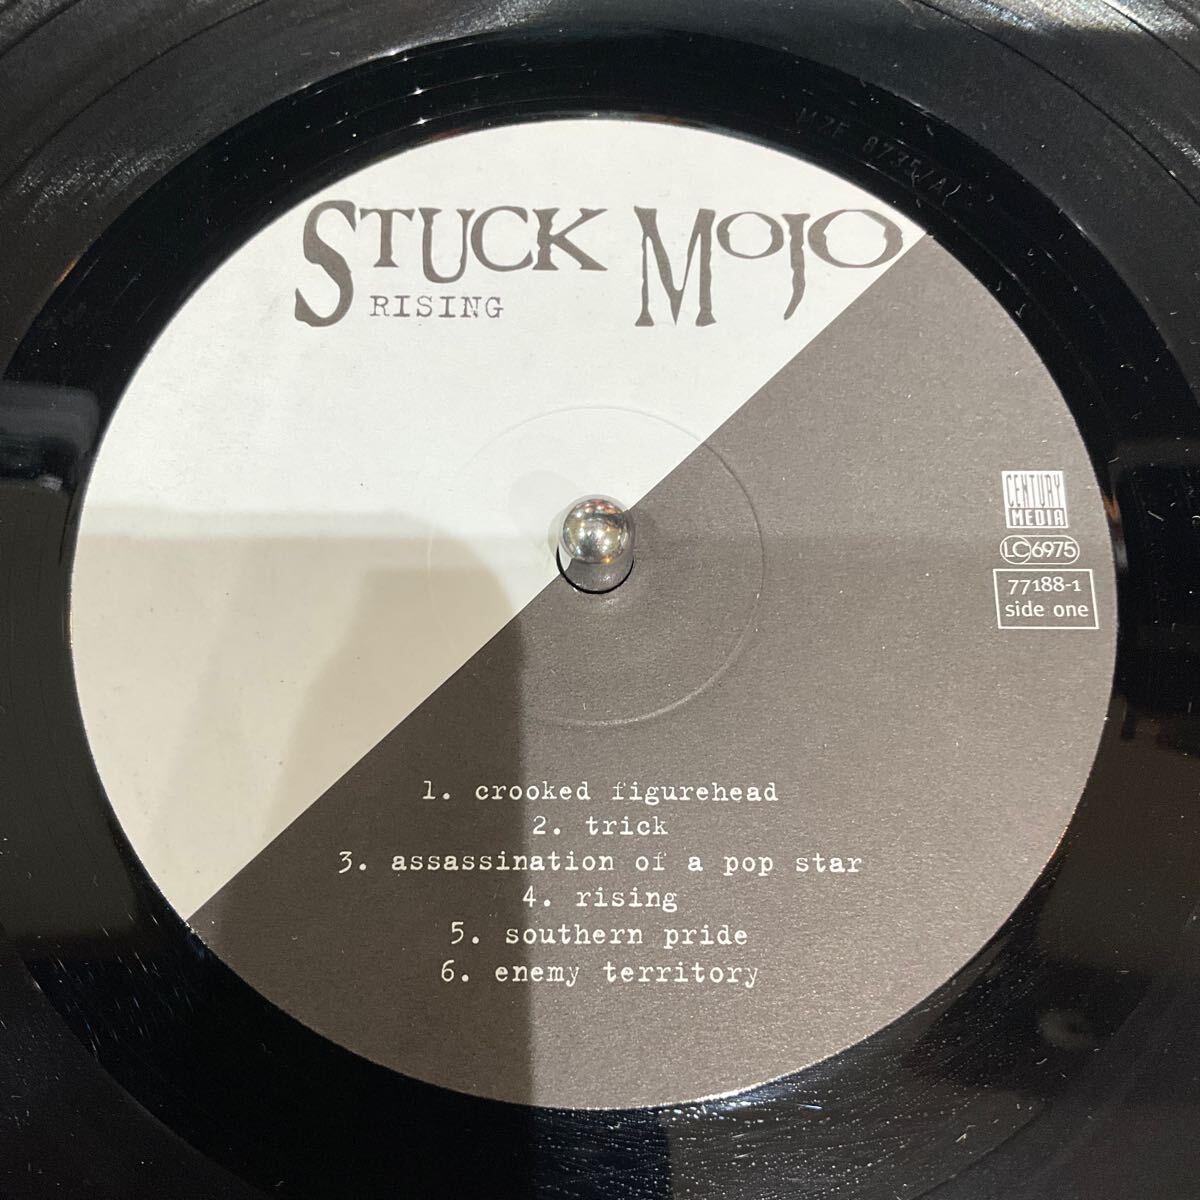 STUCK MOJO
RISING
CENTURY
MEDIA
LC 6975
77188-1
side one
1. crooked figurehead
2. trick
3. assassination of a pop star
4. rising
5. southern pride
6. enemy territory